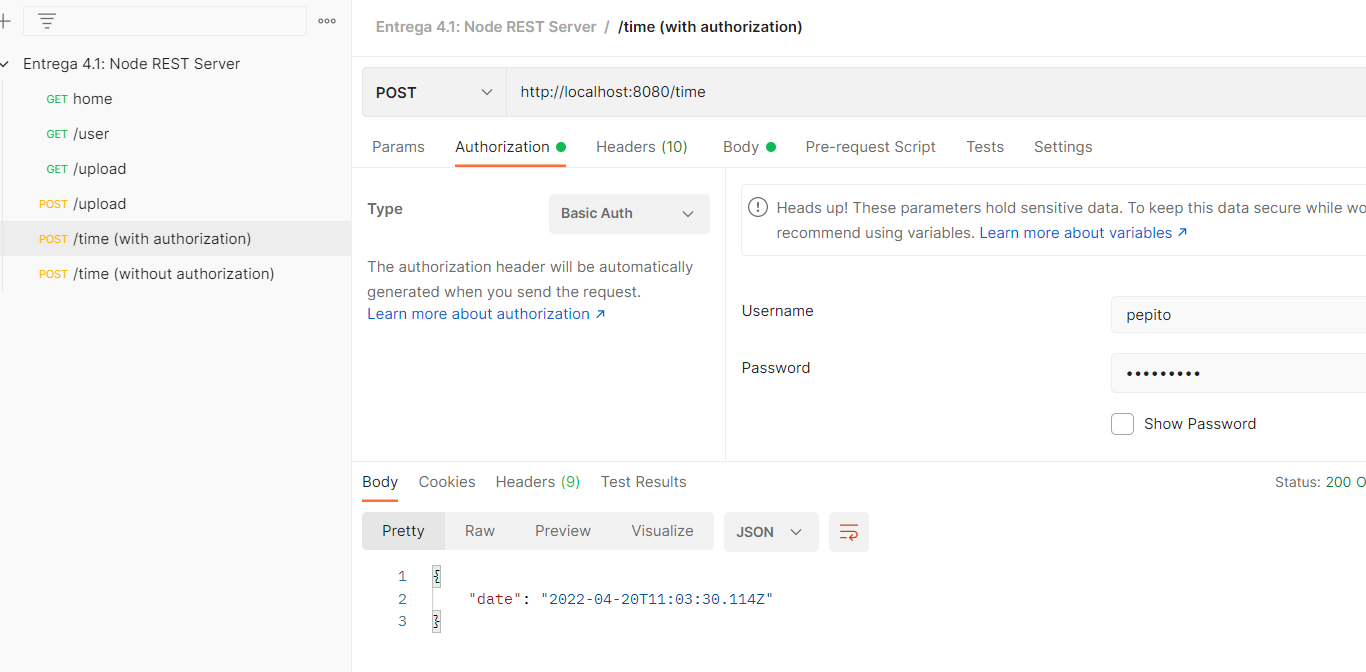 Entrega 4.1: Node REST Server / /time (with authorization)
Entrega 4.1: Node REST Server
GET home
GET /user
GET /upload
POST /upload
POST /time (with authorization)
POST /time (without authorization)
POST http://localhost:8080/time
Params Authorization Headers (10) Body Pre-request Script Tests Settings
Type Basic Auth
The authorization header will be automatically
generated when you send the request.
Learn more about authorization ↗
Heads up! These parameters hold sensitive data. To keep this data secure while wo
recommend using variables. Learn more about variables ↗
Username pepito
Password •••••••••
Show Password
Body Cookies Headers (9) Test Results Status: 200 O
Pretty Raw Preview Visualize JSON
1 {
2 "date": "2022-04-20T11:03:30.114Z"
3 }